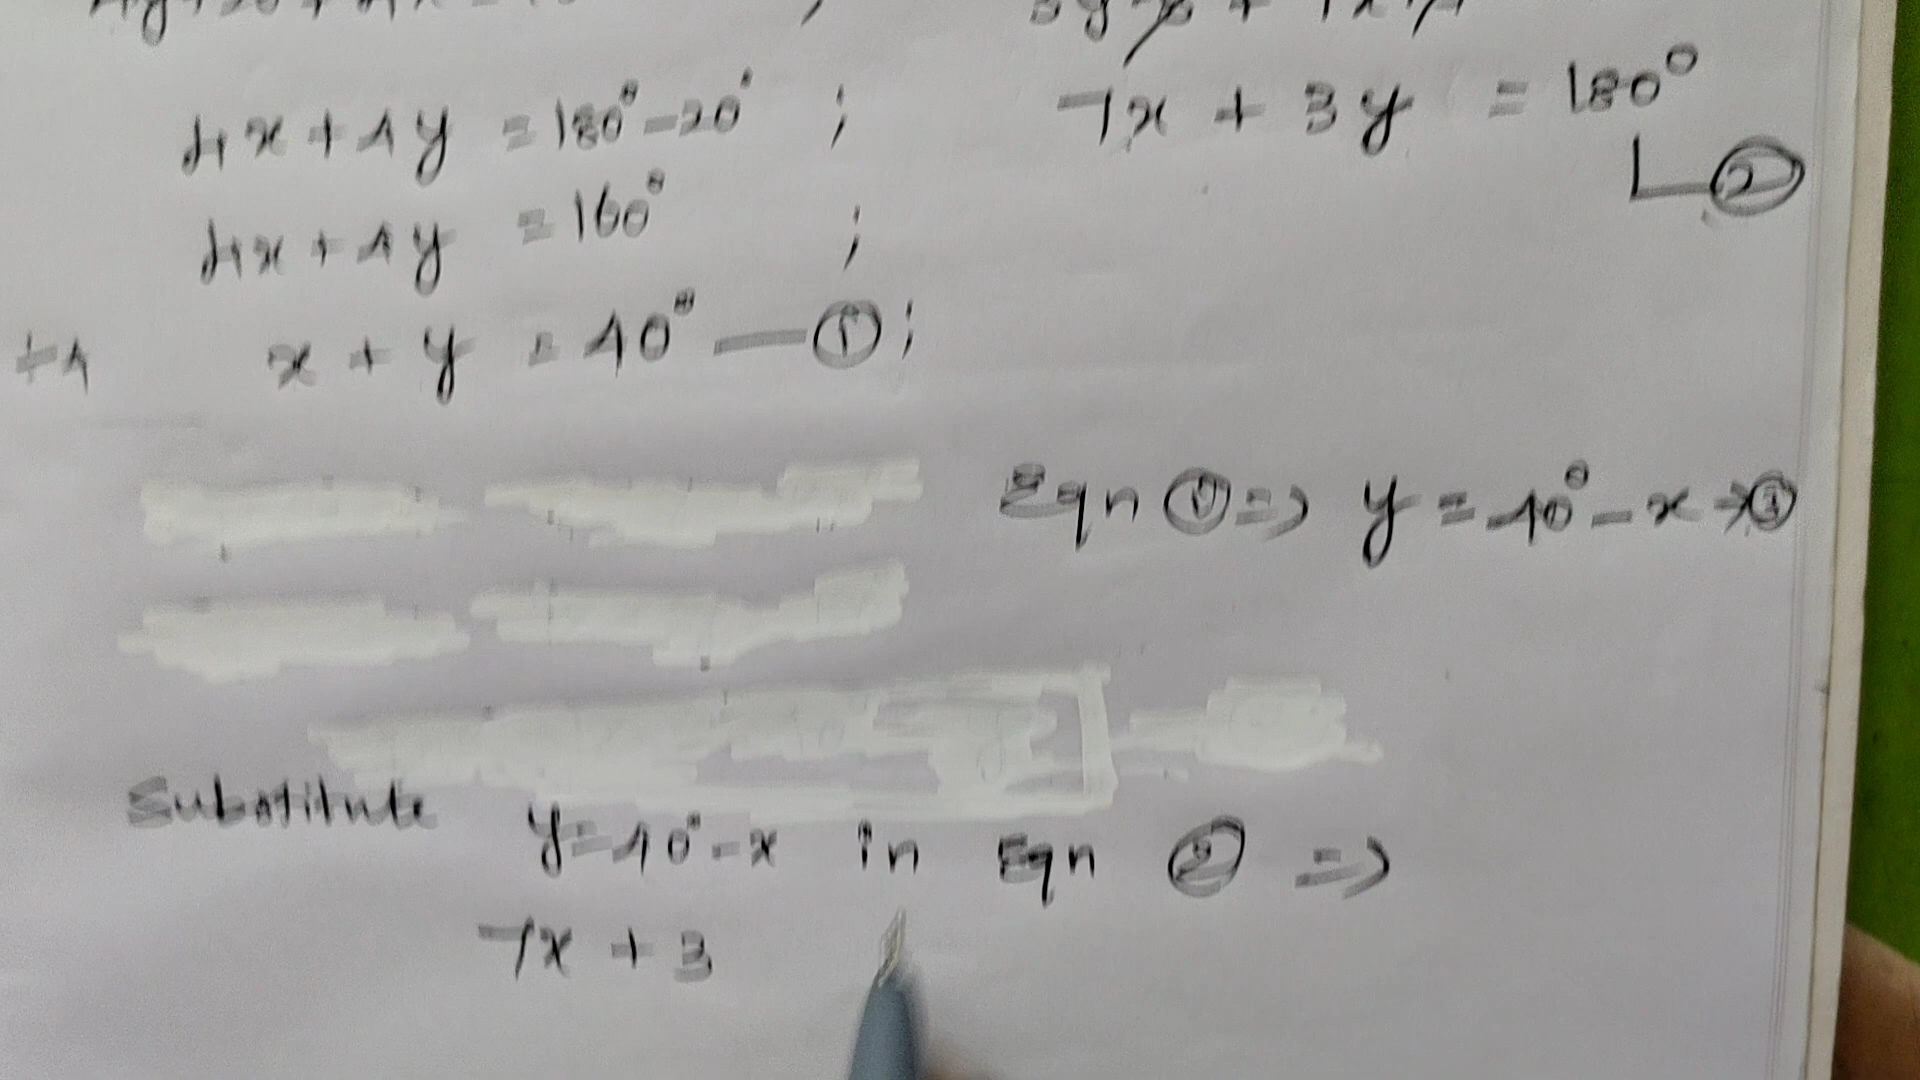 4x + 4y = 180° - 20° ; 7x + 3y = 180°
②
4x + 4y = 160° ;
÷4 x + y = 40° — ① ;
Eqn ① => y = 40° - x → ③
Substitute y = 40° - x in Eqn ② =>
7x + 3